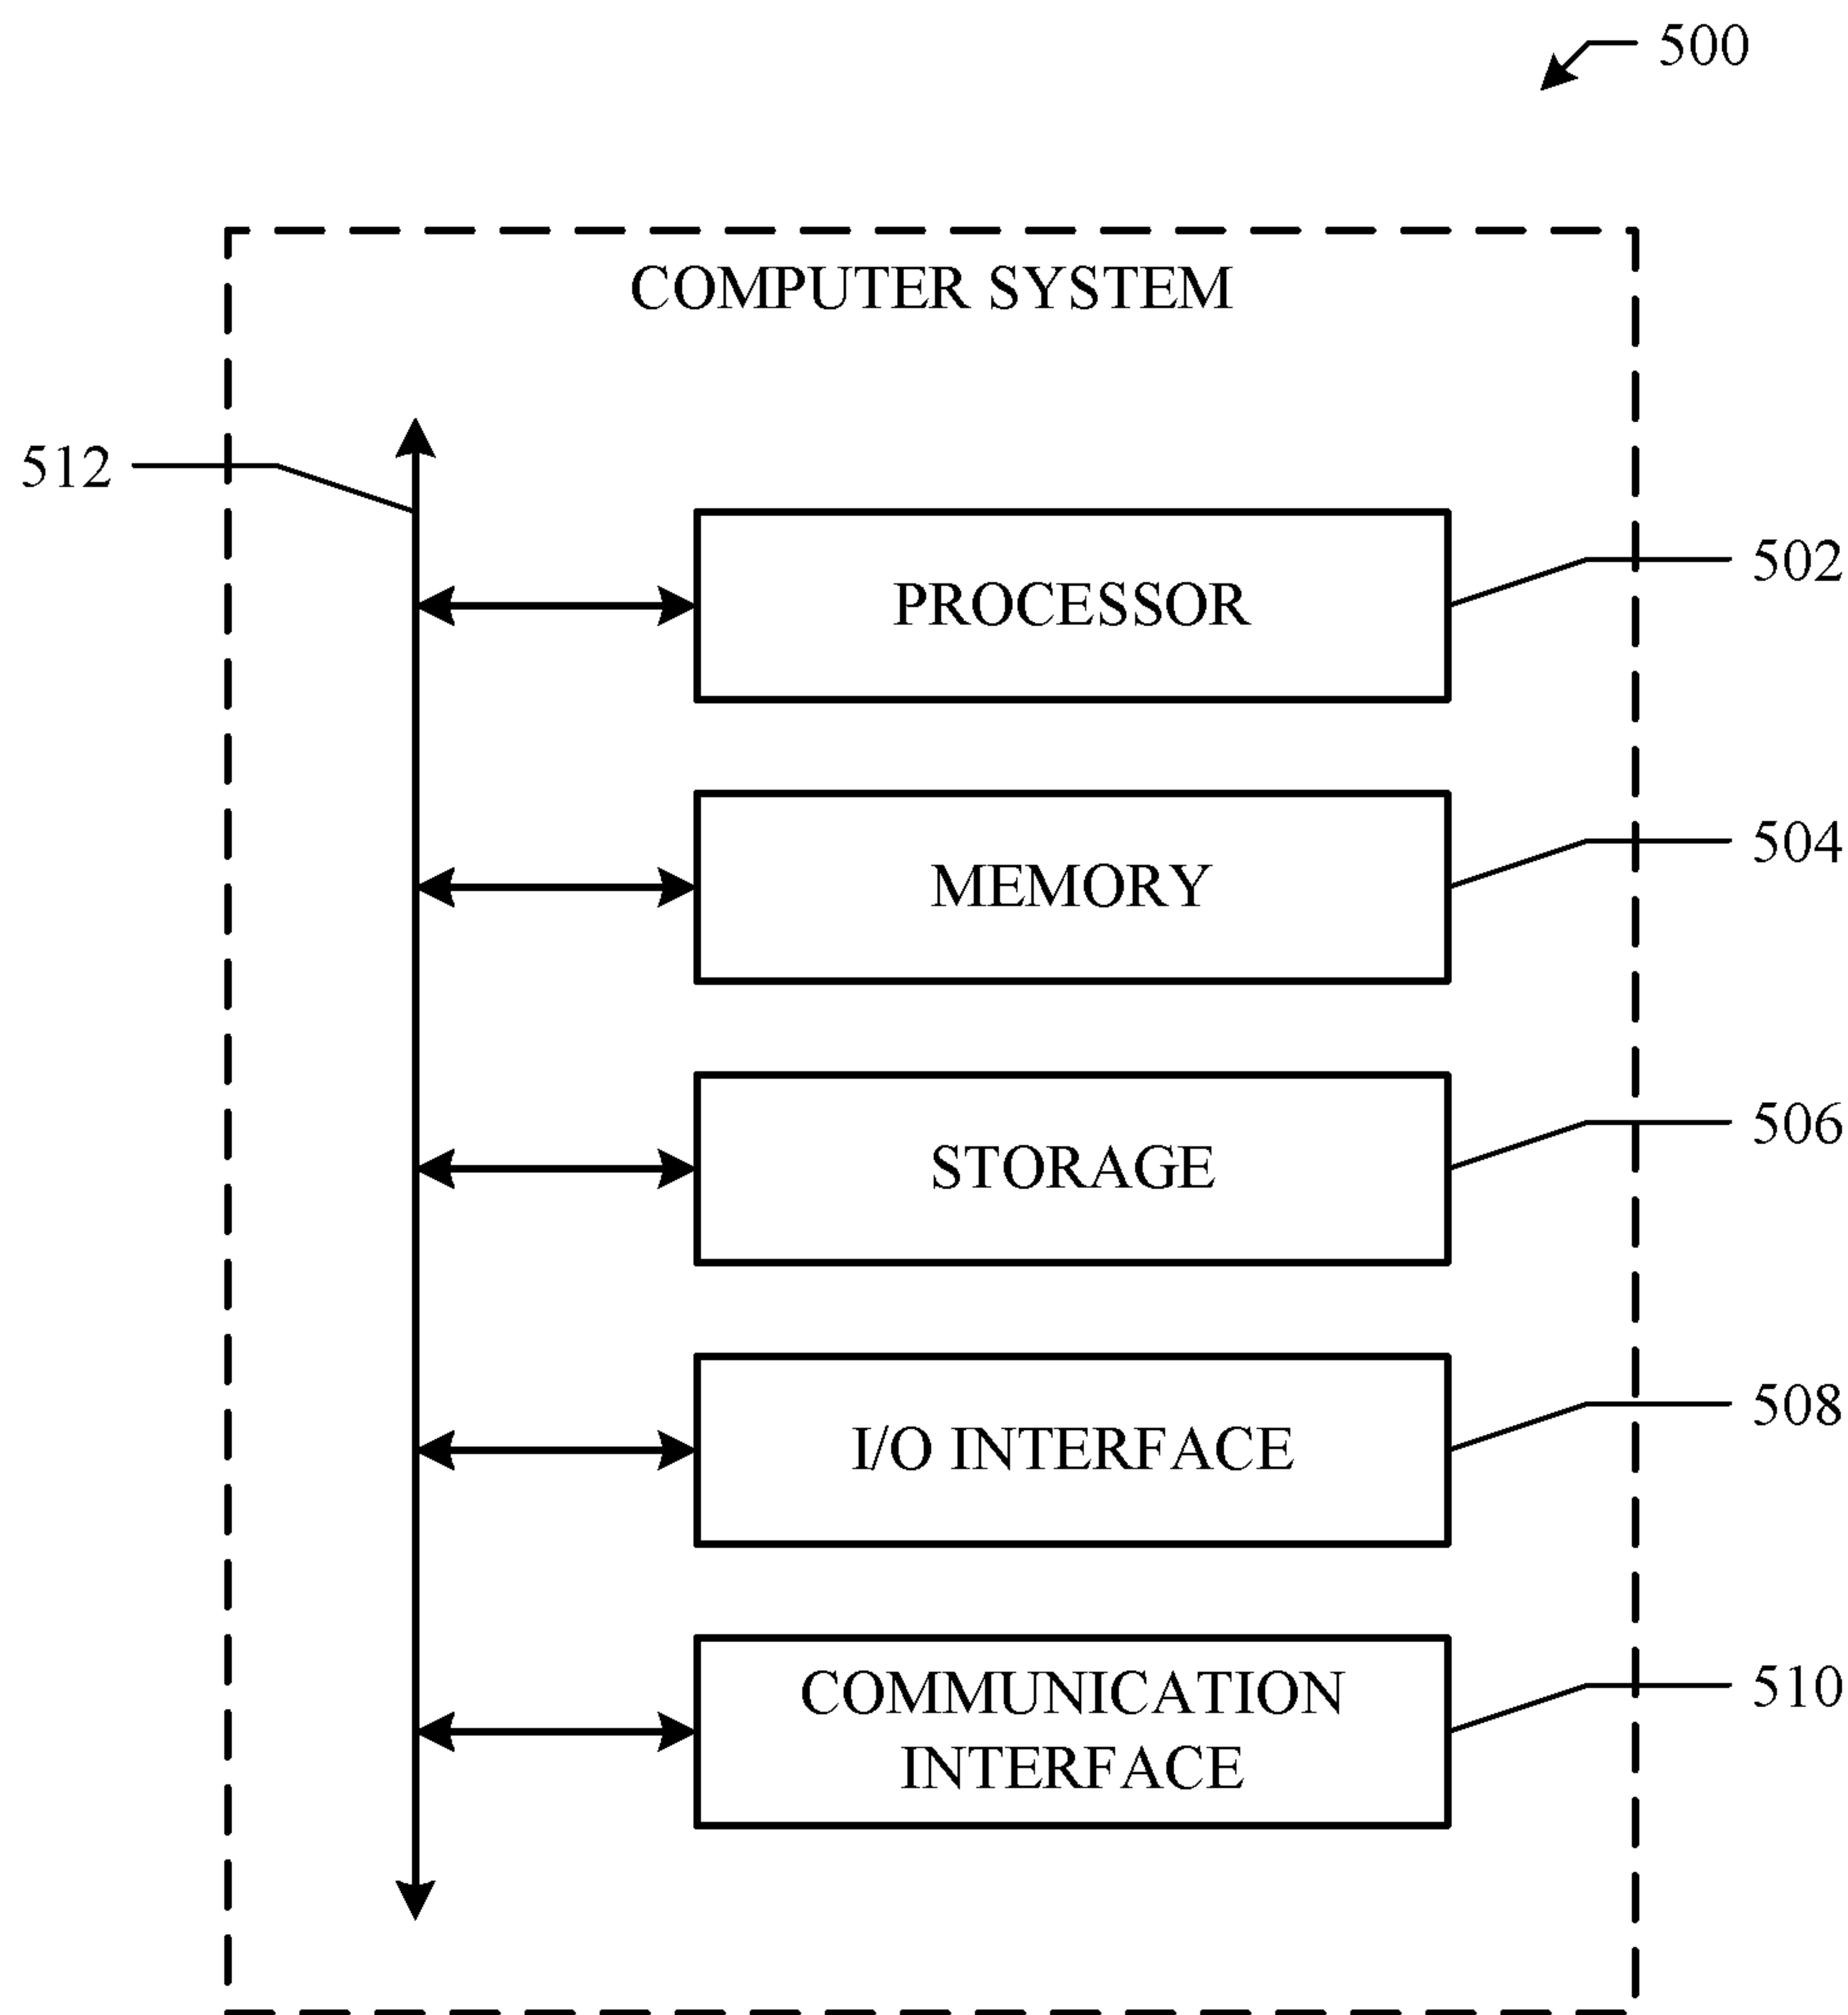 500
COMPUTER SYSTEM
512
PROCESSOR
502
MEMORY
504
STORAGE
506
I/O INTERFACE
508
COMMUNICATION
INTERFACE
510